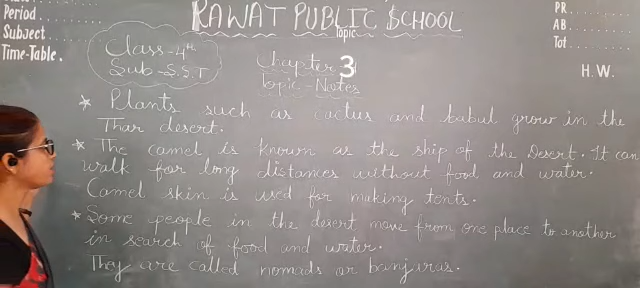 RAWAT PUBLIC SCHOOL
Period
Subject
Time-Table.
Topic
PR
AB
Tot
H.W.
Class-4th
Sub-S.S.T
Chapter 3
Topic - Notes
* Plants such as cactus and babul grow in the
Thar desert.
* The camel is known as the ship of the Desert. It can
walk for long distances without food and water.
Camel skin is used for making tents.
* Some people in the desert move from one place to another
in search of food and water.
They are called nomads or banjaras.